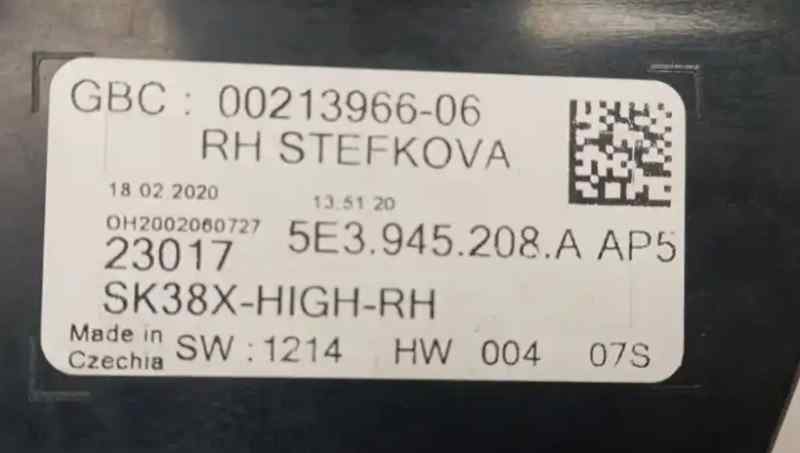 GBC : 00213966-06
RH STEFKOVA
18 02 2020 13.51 20
OH2002060727
23017 5E3.945.208.A AP5
SK38X-HIGH-RH
Made in
Czechia SW : 1214 HW 004 07S